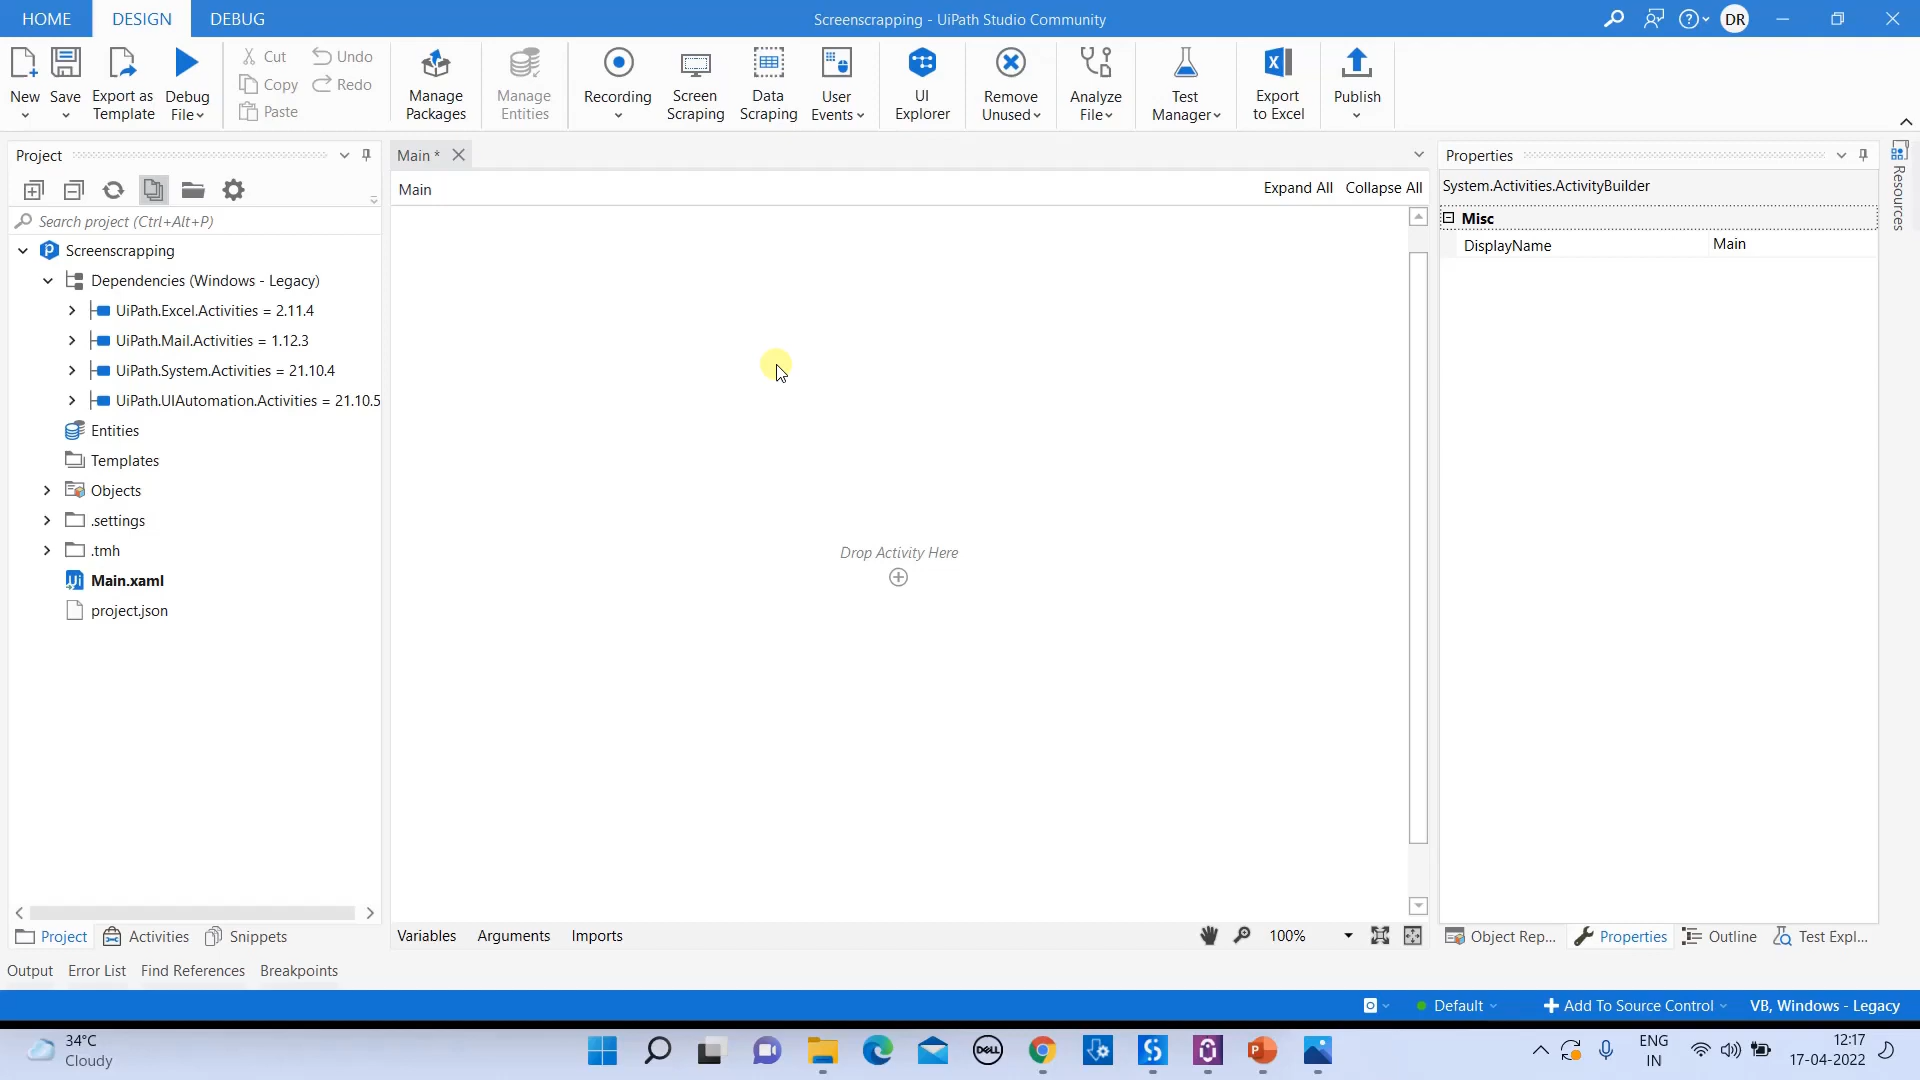 HOME DESIGN DEBUG
Screenscrapping - UiPath Studio Community
DR
New
Save
Export as
Template
Debug
File
Cut
Copy
Paste
Undo
Redo
Manage
Packages
Manage
Entities
Recording
Screen
Scraping
Data
Scraping
User
Events
UI
Explorer
Remove
Unused
Analyze
File
Test
Manager
Export
to Excel
Publish
Project
Search project (Ctrl+Alt+P)
Screenscrapping
Dependencies (Windows - Legacy)
UiPath.Excel.Activities = 2.11.4
UiPath.Mail.Activities = 1.12.3
UiPath.System.Activities = 21.10.4
UiPath.UIAutomation.Activities = 21.10.5
Entities
Templates
Objects
.settings
.tmh
Main.xaml
project.json
Project Activities Snippets
Main *
Main
Expand All Collapse All
Drop Activity Here
Variables Arguments Imports
100%
Properties
System.Activities.ActivityBuilder
Misc
DisplayName Main
Resources
Object Rep... Properties Outline Test Expl...
Output Error List Find References Breakpoints
Default Add To Source Control VB, Windows - Legacy
34°C
Cloudy
DELL
ENG
IN
12:17
17-04-2022